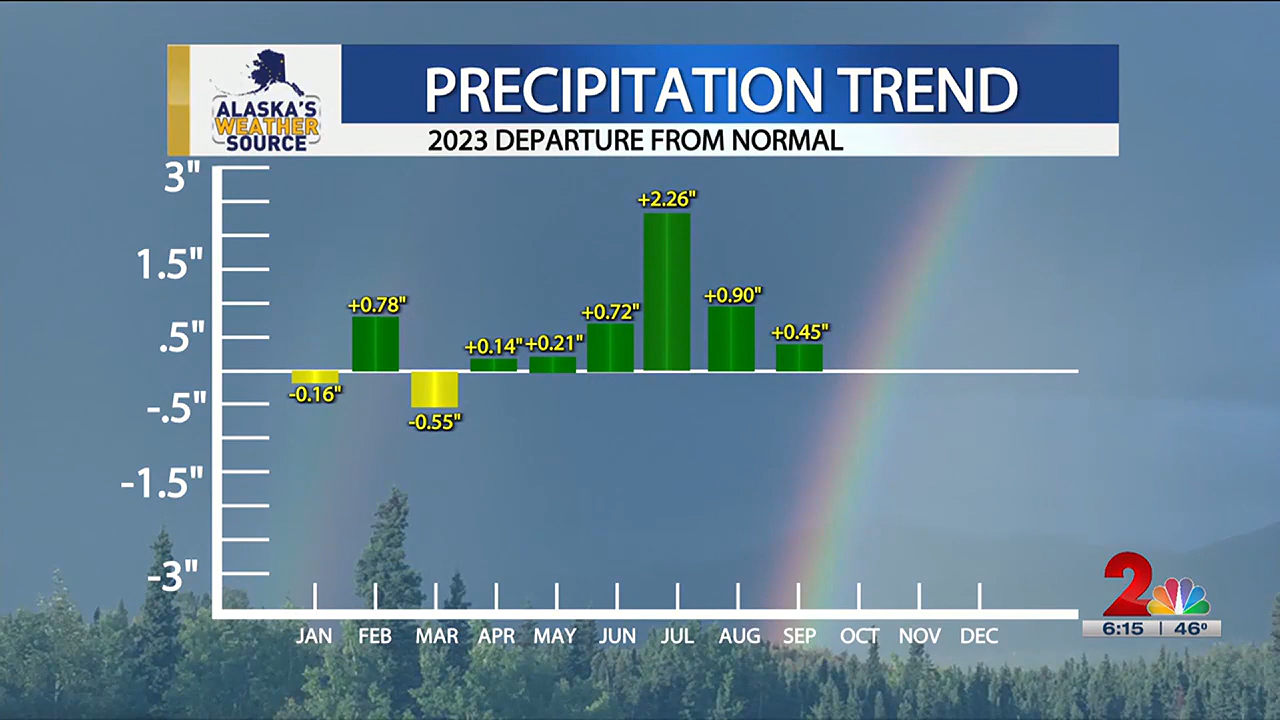 ALASKA'S
WEATHER
SOURCE
PRECIPITATION TREND
2023 DEPARTURE FROM NORMAL
3"
1.5"
.5"
-.5"
-1.5"
-3"
-0.16"
+0.78"
-0.55"
+0.14"
+0.21"
+0.72"
+2.26"
+0.90"
+0.45"
JAN FEB MAR APR MAY JUN JUL AUG SEP OCT NOV DEC
2
6:15 | 46º